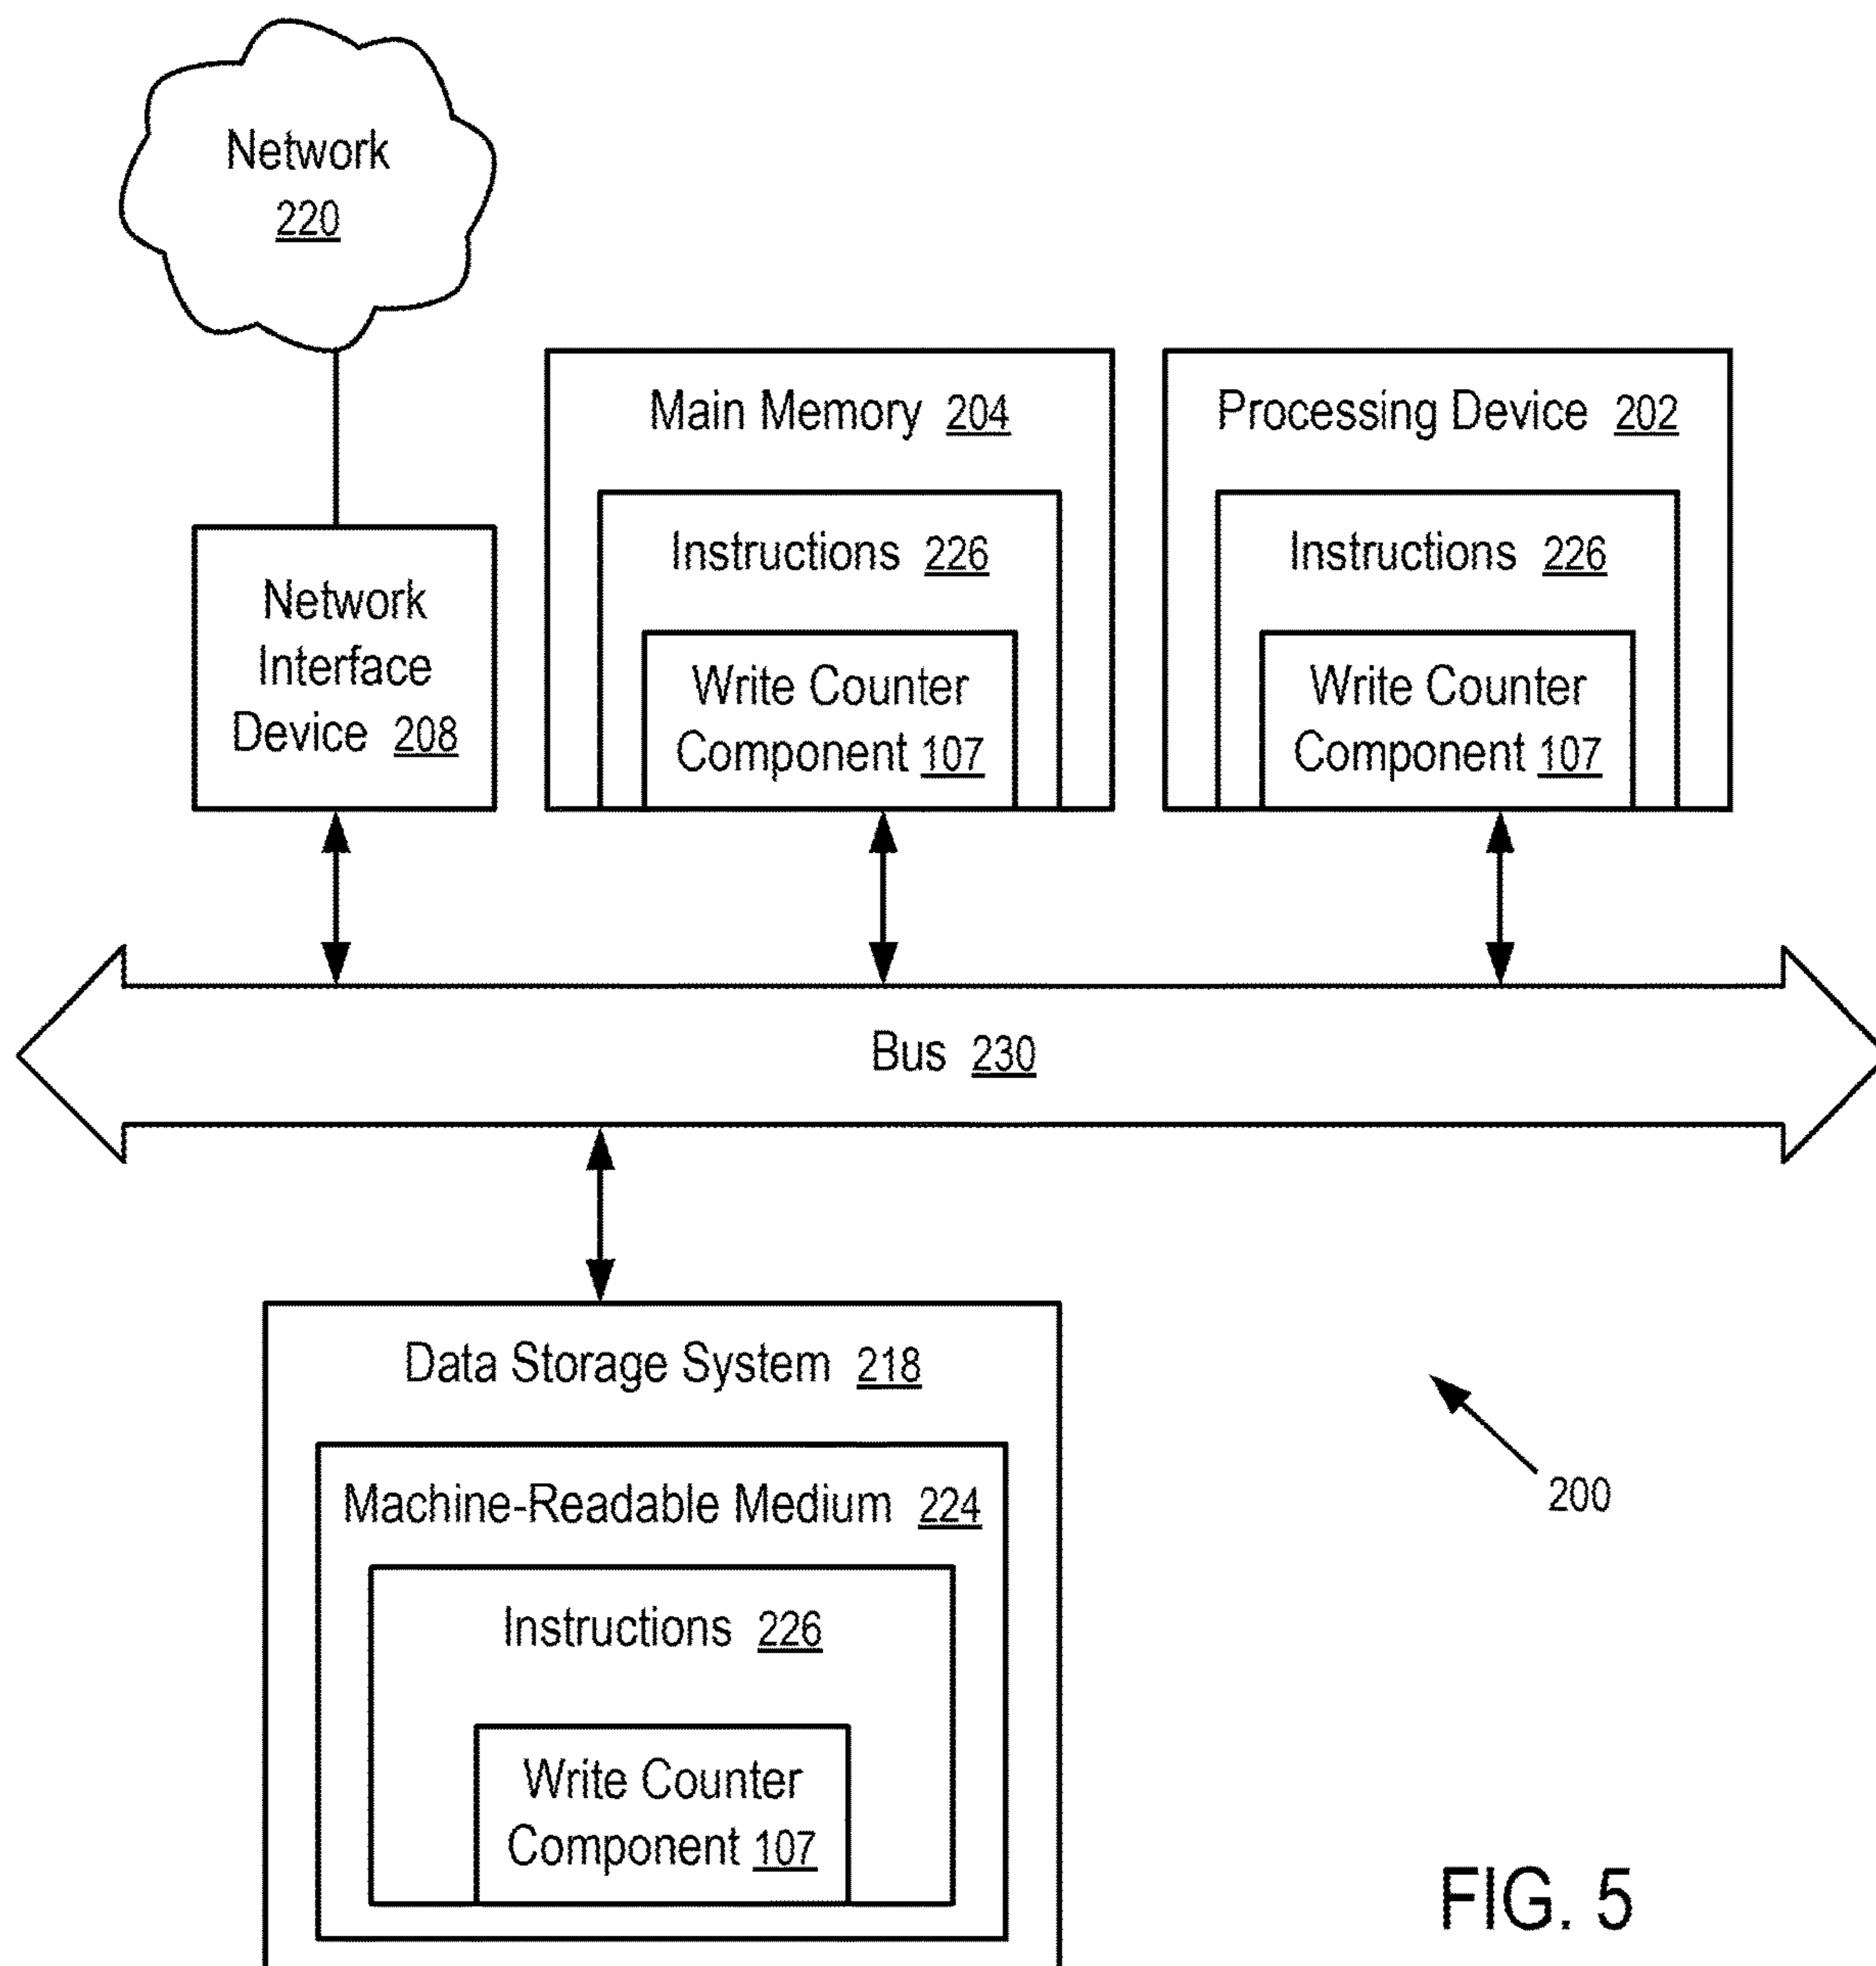 Network
220
Main Memory 204
Processing Device 202
Instructions 226
Instructions 226
Network
Interface
Device 208
Write Counter
Component 107
Write Counter
Component 107
Bus 230
Data Storage System 218
Machine-Readable Medium 224
200
Instructions 226
Write Counter
Component 107
FIG. 5